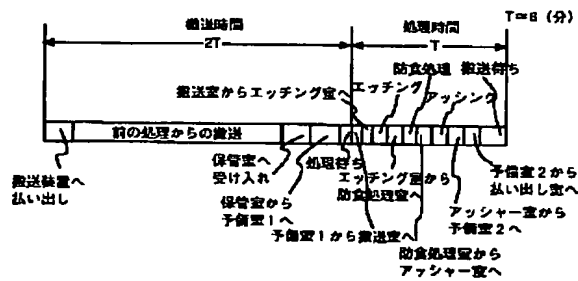 搬送時間
処理時間
T≃6 (分)
2T
T
防食処理
搬送待ち
エッチング
搬送室からエッチング室へ
アッシング
前の処理からの搬送
搬送装置へ
払い出し
保管室へ
受け入れ
処理待ち
保管室から
予備室1へ
予備室1から搬送室へ
エッチング室から
防食処理室へ
防食処理室から
アッシャー室へ
アッシャー室から
予備室2へ
予備室2から
払い出し室へ